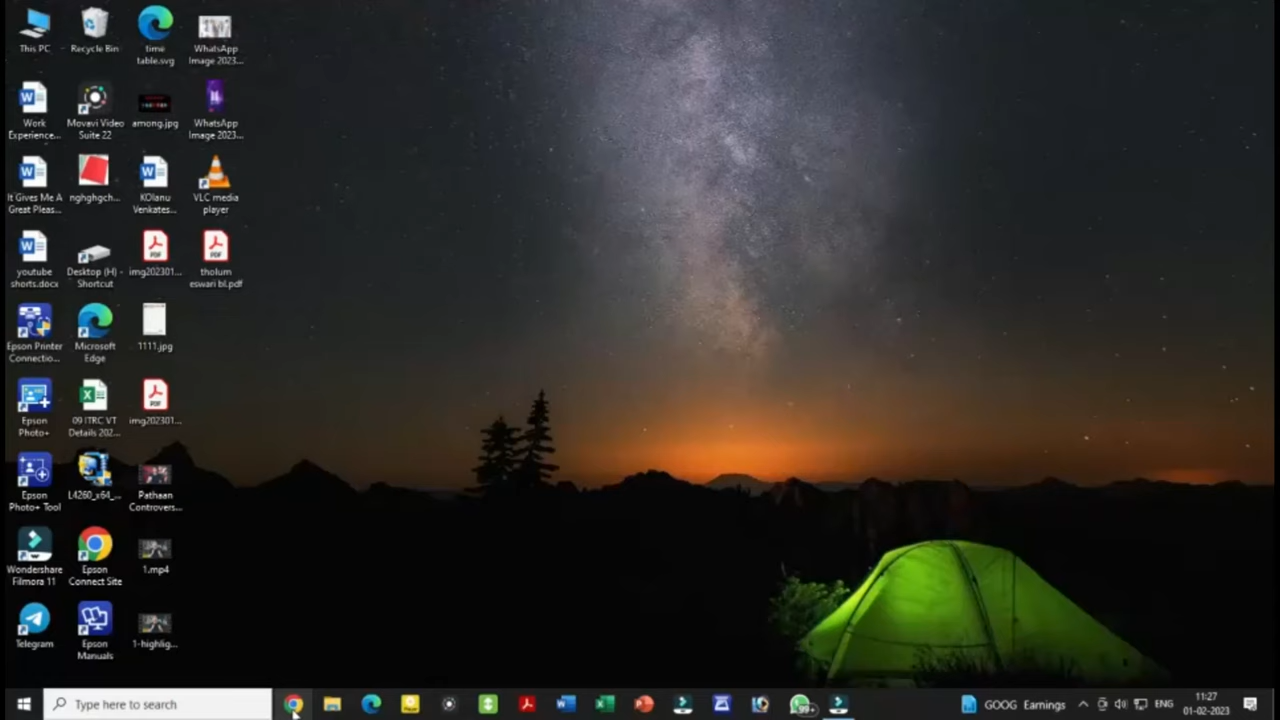 This PC
Recycle Bin
time
table.svg
WhatsApp
Image 2023...
Work
Experience...
Movavi Video
Suite 22
among.jpg
WhatsApp
Image 2023...
It Gives Me A
Great Pleas...
nghghgch...
KOlanu
Venkates...
VLC media
player
youtube
shorts.docx
Desktop (H) -
Shortcut
img202301...
tholum
eswari bl.pdf
Epson Printer
Connectio...
Microsoft
Edge
1111.jpg
Epson
Photo+
09 ITRC VT
Details 202...
img202301...
Epson
Photo+ Tool
L4260_x64_...
Pathaan
Controvers...
Wondershare
Filmora 11
Epson
Connect Site
1.mp4
Telegram
Epson
Manuals
1-highlig...
Type here to search
99+
GOOG Earnings
ENG
11:27
01-02-2023